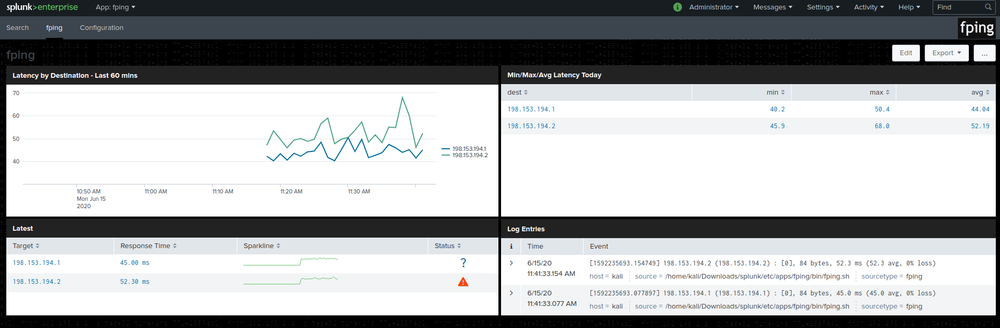 splunk>enterprise App: fping i Administrator Messages Settings Activity Help Find
Search fping Configuration fping
fping Edit Export ...
Latency by Destination - Last 60 mins
70
60
50
40
10:50 AM 11:00 AM 11:10 AM 11:20 AM 11:30 AM
Mon Jun 15
2020
198.153.194.1
198.153.194.2
Min/Max/Avg Latency Today
dest min max avg
198.153.194.1 40.2 50.4 44.04
198.153.194.2 45.9 68.0 52.19
Latest
Target Response Time Sparkline Status
198.153.194.1 45.00 ms ?
198.153.194.2 52.30 ms !
Log Entries
i Time Event
6/15/20 [1592235693.154749] 198.153.194.2 (198.153.194.2) : [0], 84 bytes, 52.3 ms (52.3 avg, 0% loss)
11:41:33.154 AM host = kali source = /home/kali/Downloads/splunk/etc/apps/fping/bin/fping.sh sourcetype = fping
6/15/20 [1592235693.077897] 198.153.194.1 (198.153.194.1) : [0], 84 bytes, 45.0 ms (45.0 avg, 0% loss)
11:41:33.077 AM host = kali source = /home/kali/Downloads/splunk/etc/apps/fping/bin/fping.sh sourcetype = fping